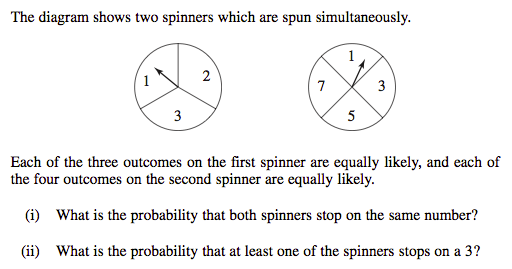 The diagram shows two spinners which are spun simultaneously.
1 2 3
1 3 5 7
Each of the three outcomes on the first spinner are equally likely, and each of
the four outcomes on the second spinner are equally likely.
(i) What is the probability that both spinners stop on the same number?
(ii) What is the probability that at least one of the spinners stops on a 3?